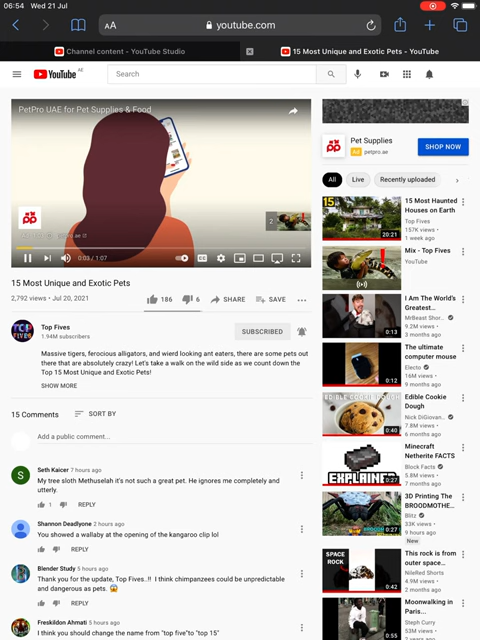 06:54 Wed 21 Jul
AA youtube.com
Channel content - YouTube Studio
15 Most Unique and Exotic Pets - YouTube
YouTube AE
Search
PetPro UAE for Pet Supplies & Food
2
0:03 / 1:07
15 Most Unique and Exotic Pets
2,792 views • Jul 20, 2021
186
6
SHARE
SAVE
Top Fives
1.94M subscribers
SUBSCRIBED
Massive tigers, ferocious alligators, and wierd looking ant eaters, there are some pets out
there that are absolutely crazy! Let's take a walk on the wild side as we count down the
Top 15 Most Unique and Exotic Pets!
SHOW MORE
15 Comments
SORT BY
Add a public comment...
S
Seth Kaicer 7 hours ago
My tree sloth Methuselah it's not such a great pet. He ignores me completely and
utterly.
1 REPLY
Shannon Deadlyone 2 hours ago
You showed a wallaby at the opening of the kangaroo clip lol
REPLY
Blender Study 5 hours ago
Thank you for the update, Top Fives..!! I think chimpanzees could be unpredictable
and dangerous as pets. 😱
REPLY
Freskildon Ahmati 7 hours ago
I think you should change the name from "top five"to "top 15"
Pet Supplies
Ad petpro.ae
SHOP NOW
All
Live
Recently uploaded
15
20:21
15 Most Haunted
Houses on Earth
Top Fives
157K views •
1 week ago
Mix - Top Fives
YouTube
0:13
I Am The World's
Greatest...
MrBeast Shor...
9.2M views •
3 months ago
0:12
The ultimate
computer mouse
Electo
16M views •
9 months ago
EDIBLE COOKIE DOUGH
0:40
Edible Cookie
Dough
Nick DiGiovan...
7.8M views •
6 months ago
EXPLAINED
0:27
Minecraft
Netherite FACTS
Block Facts
5.8M views •
7 months ago
0:27
3D Printing The
BROODMOTHE...
Blitz
33K views •
9 hours ago
New
SPACE
ROCK
0:42
This rock is from
outer space...
NileRed Shorts
4.9M views •
2 months ago
0:55
Moonwalking in
Paris...
Steph Curry
53M views •